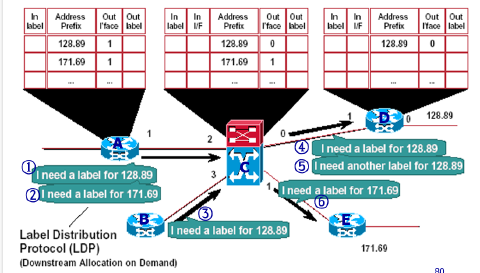 In label Address Prefix Out I'face Out label
128.89 1
171.69 1
... ...
In label In I/F Address Prefix Out I'face Out label
128.89 0
171.69 1
... ...
In label In I/F Address Prefix Out I'face Out label
128.89 0
... ...
D
0
128.89
1
A
1
2
0
④ I need a label for 128.89
⑤ I need another label for 128.89
C
① I need a label for 128.89
② I need a label for 171.69
3
1
I need a label for 171.69
⑥
B
③
I need a label for 128.89
E
Label Distribution
Protocol (LDP)
(Downstream Allocation on Demand)
171.69
80